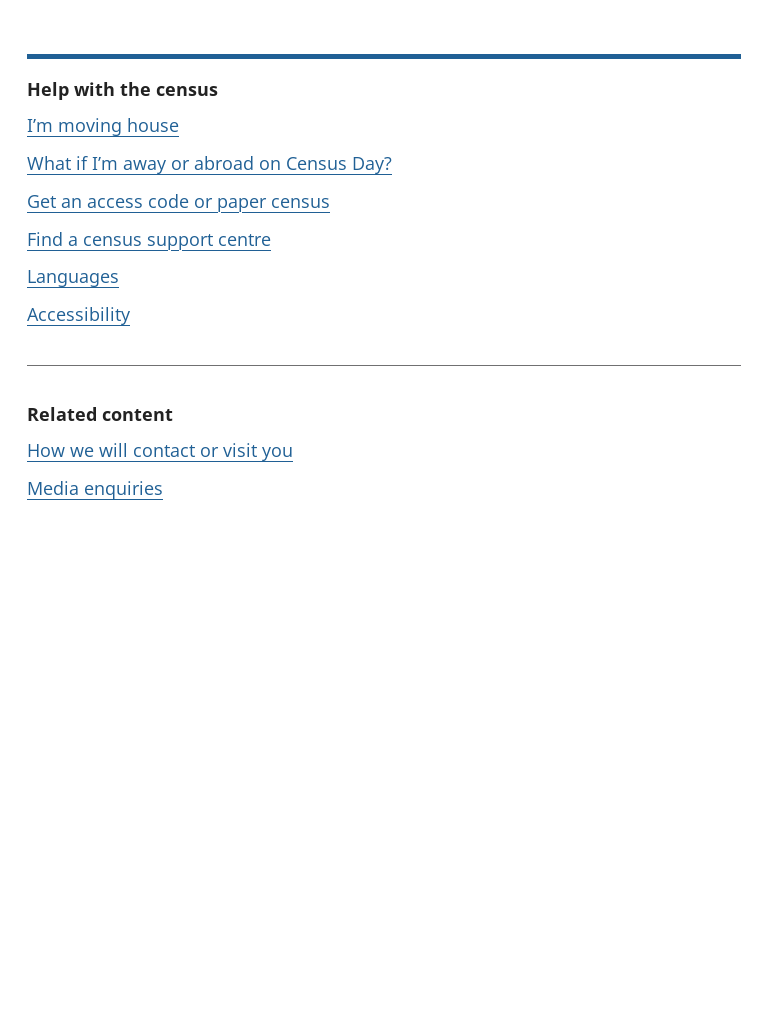 Help with the census
I’m moving house
What if I’m away or abroad on Census Day?
Get an access code or paper census
Find a census support centre
Languages
Accessibility
Related content
How we will contact or visit you
Media enquiries